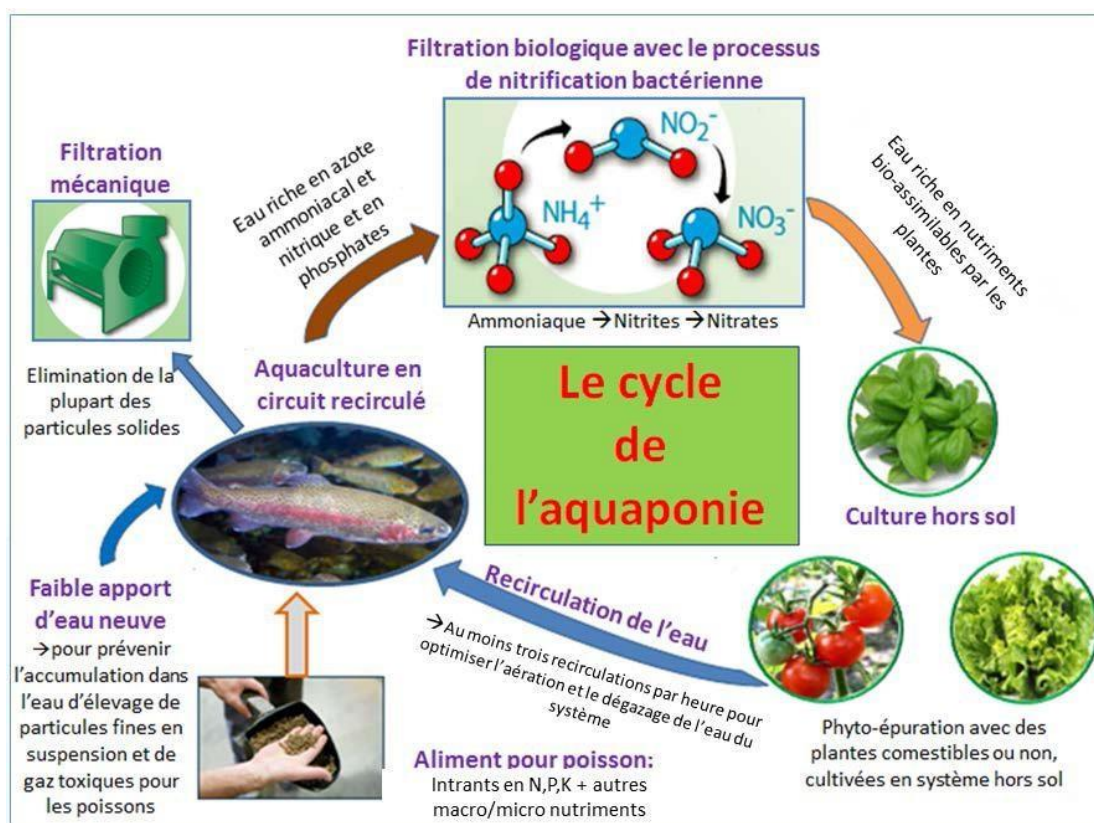 Filtration biologique avec le processus
de nitrification bactérienne
NO2-
NH4+
NO3-
Ammoniaque →Nitrites →Nitrates
Filtration
mécanique
Eau riche en azote
ammoniacal et
nitrique et en
phosphates
Eau riche en nutriments
bio-assimilables par les
plantes
Elimination de la
plupart des
particules solides
Aquaculture en
circuit recirculé
Le cycle
de
l'aquaponie
Culture hors sol
Faible apport
d'eau neuve
→pour prévenir
l'accumulation dans
l'eau d'élevage de
particules fines en
suspension et de
gaz toxiques pour
les poissons
Recirculation de l'eau
→Au moins trois recirculations par heure pour
optimiser l'aération et le dégazage de l'eau du
système
Aliment pour poisson:
Intrants en N,P,K + autres
macro/micro nutriments
Phyto-épuration avec des
plantes comestibles ou non,
cultivées en système hors sol